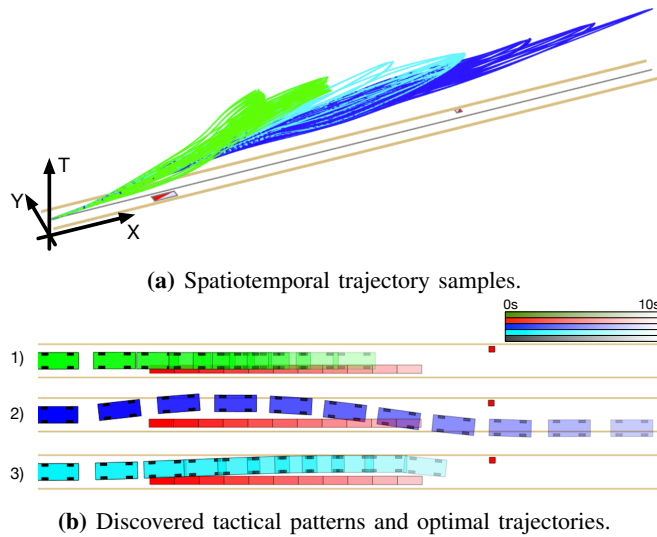 T
Y
X
(a) Spatiotemporal trajectory samples.
0s 10s
1)
2)
3)
(b) Discovered tactical patterns and optimal trajectories.